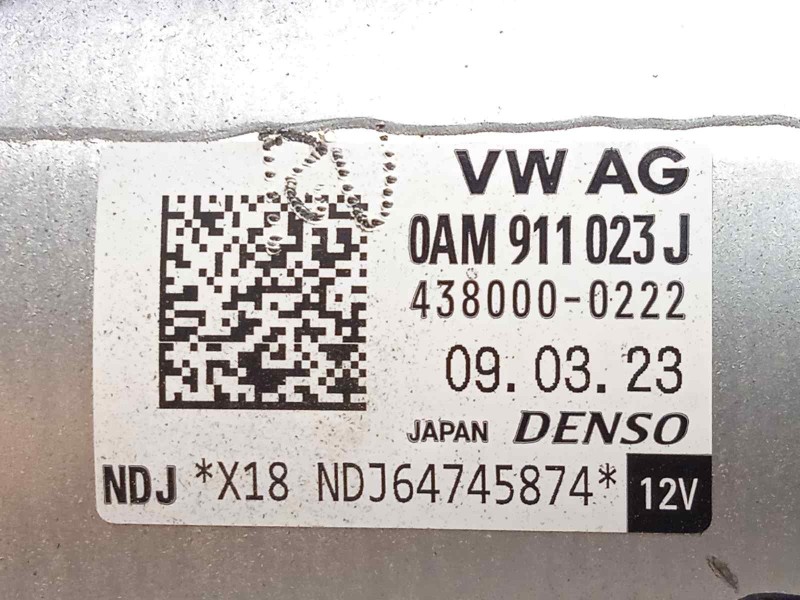 VW AG
0AM 911 023 J
438000-0222
09.03.23
JAPAN DENSO
NDJ *X18 NDJ64745874* 12V